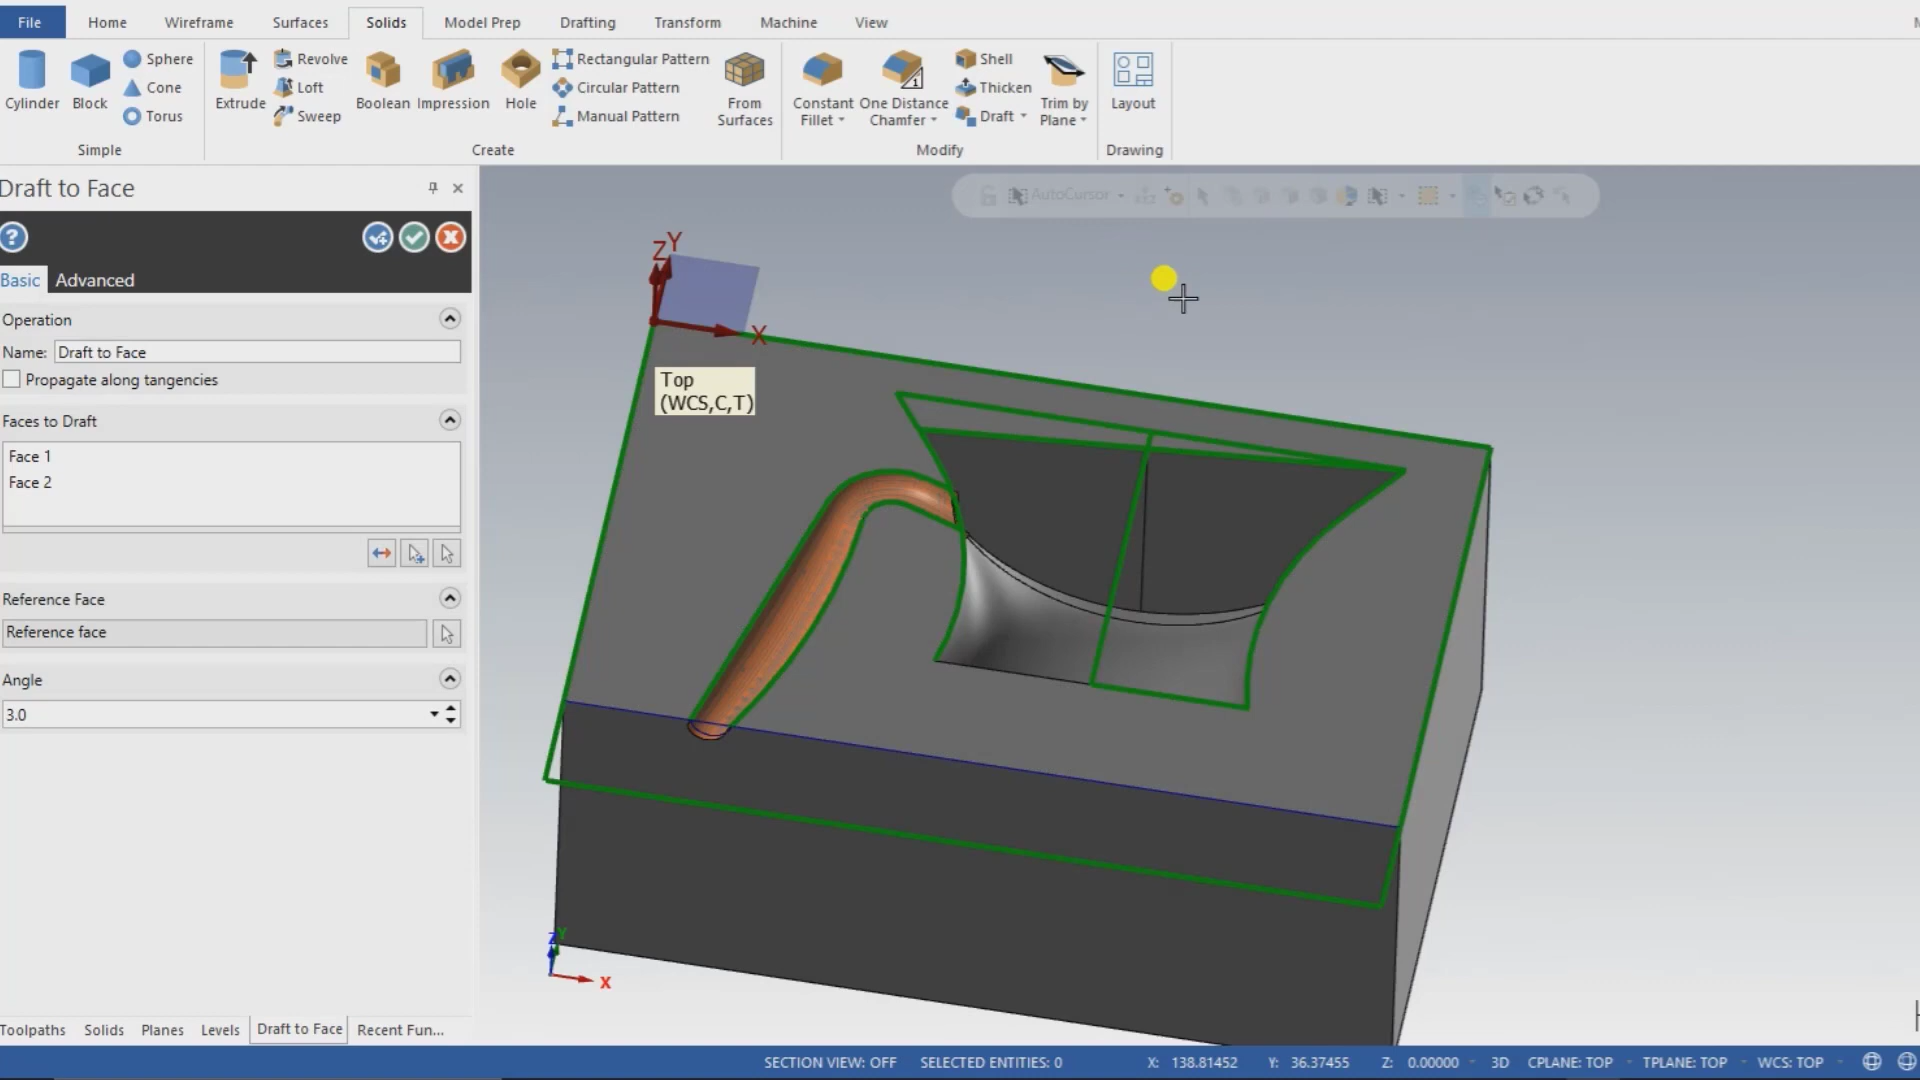 File Home Wireframe Surfaces Solids Model Prep Drafting Transform Machine View
Cylinder Block Sphere Cone Torus
Simple
Extrude Revolve Loft Sweep Boolean Impression Hole Rectangular Pattern Circular Pattern Manual Pattern From Surfaces
Create
Constant Fillet One Distance Chamfer Shell Thicken Draft Trim by Plane
Modify
Layout
Drawing
Draft to Face
AutoCursor
Basic Advanced
Operation
Name: Draft to Face
Propagate along tangencies
Faces to Draft
Face 1
Face 2
Reference Face
Reference face
Angle
3.0
Z Y
X
Top
(WCS,C,T)
Z Y
X
Toolpaths Solids Planes Levels Draft to Face Recent Fun...
SECTION VIEW: OFF SELECTED ENTITIES: 0 X: 138.81452 Y: 36.37455 Z: 0.00000 3D CPLANE: TOP TPLANE: TOP WCS: TOP